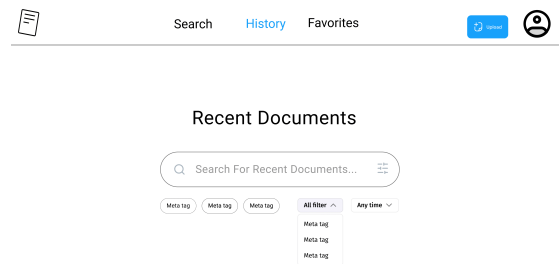 Search History Favorites Upload
Recent Documents
Search For Recent Documents...
Meta tag Meta tag Meta tag All filter Any time
Meta tag
Meta tag
Meta tag